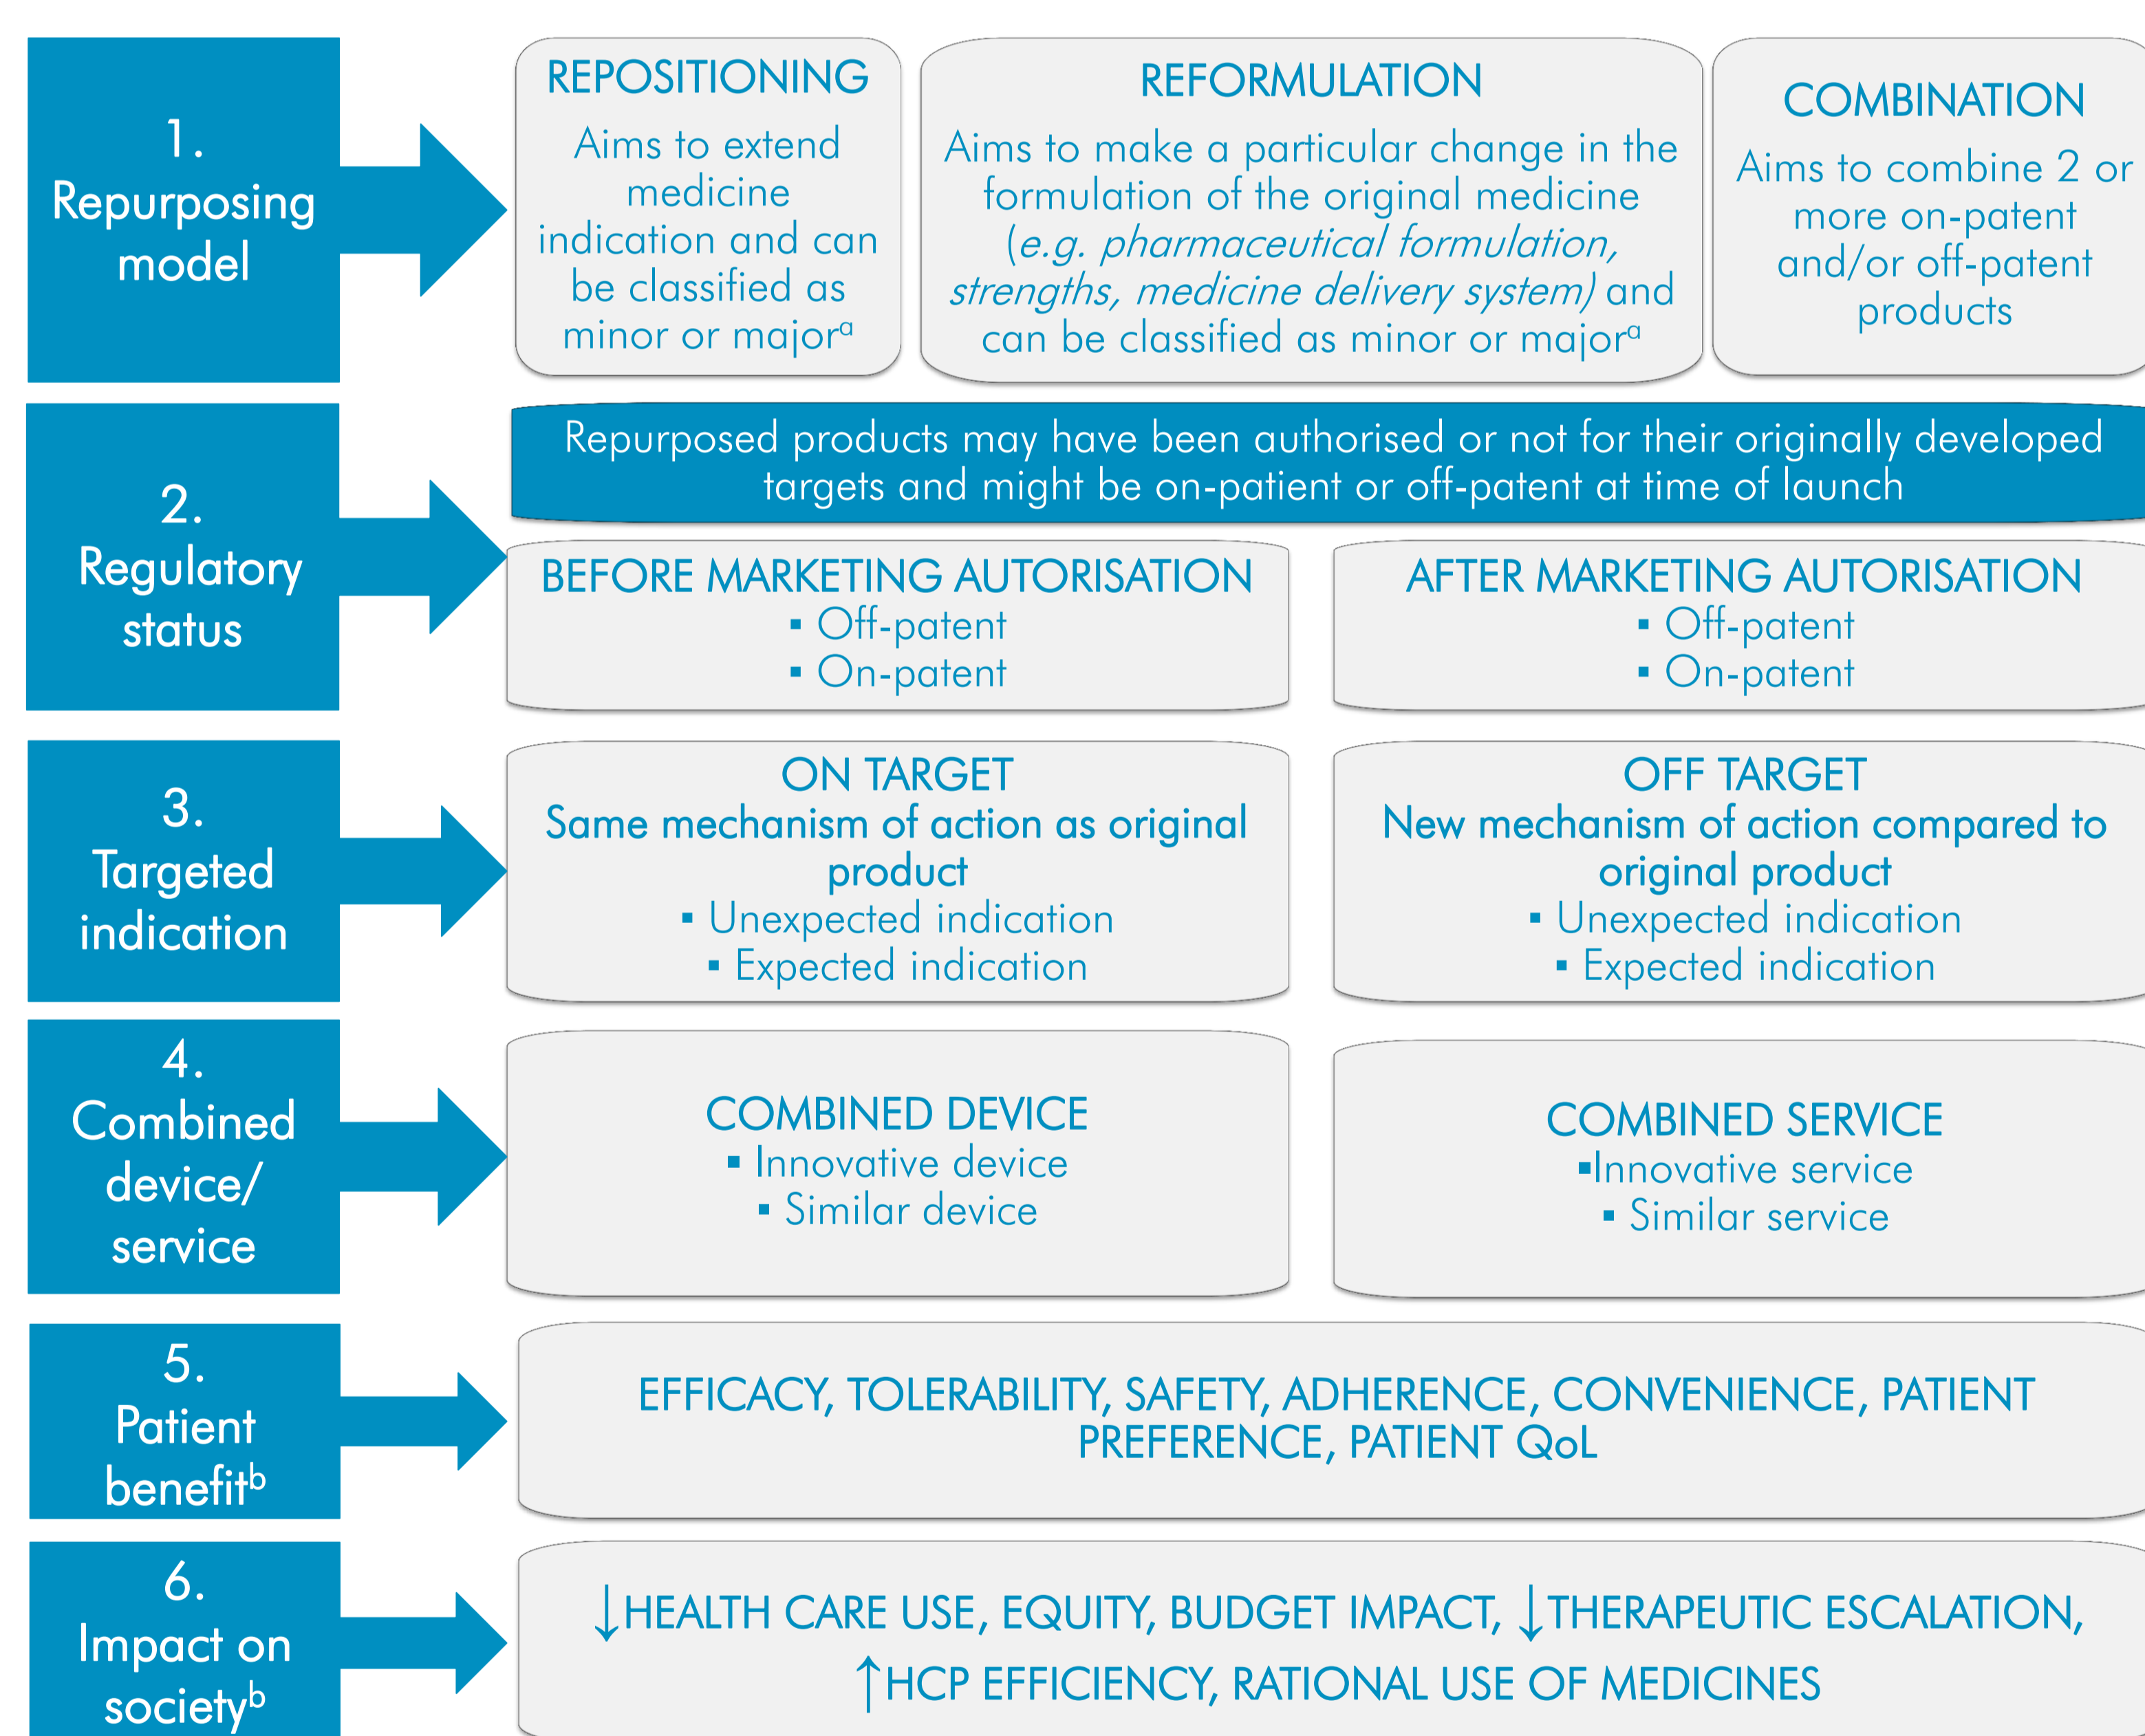 1.
Repurposing
model
REPOSITIONING
Aims to extend
medicine
indication and can
be classified as
minor or majorᵃ
REFORMULATION
Aims to make a particular change in the
formulation of the original medicine
(e.g. pharmaceutical formulation,
strengths, medicine delivery system) and
can be classified as minor or majorᵃ
COMBINATION
Aims to combine 2 or
more on-patent
and/or off-patent
products
2.
Regulatory
status
Repurposed products may have been authorised or not for their originally developed
targets and might be on-patient or off-patent at time of launch
BEFORE MARKETING AUTORISATION
▪ Off-patent
▪ On-patent
AFTER MARKETING AUTORISATION
▪ Off-patent
▪ On-patent
3.
Targeted
indication
ON TARGET
Same mechanism of action as original
product
▪ Unexpected indication
▪ Expected indication
OFF TARGET
New mechanism of action compared to
original product
▪ Unexpected indication
▪ Expected indication
4.
Combined
device/
service
COMBINED DEVICE
▪ Innovative device
▪ Similar device
COMBINED SERVICE
▪Innovative service
▪ Similar service
5.
Patient
benefitᵇ
EFFICACY, TOLERABILITY, SAFETY, ADHERENCE, CONVENIENCE, PATIENT
PREFERENCE, PATIENT QoL
6.
Impact on
societyᵇ
↓HEALTH CARE USE, EQUITY, BUDGET IMPACT, ↓THERAPEUTIC ESCALATION,
↑HCP EFFICIENCY, RATIONAL USE OF MEDICINES